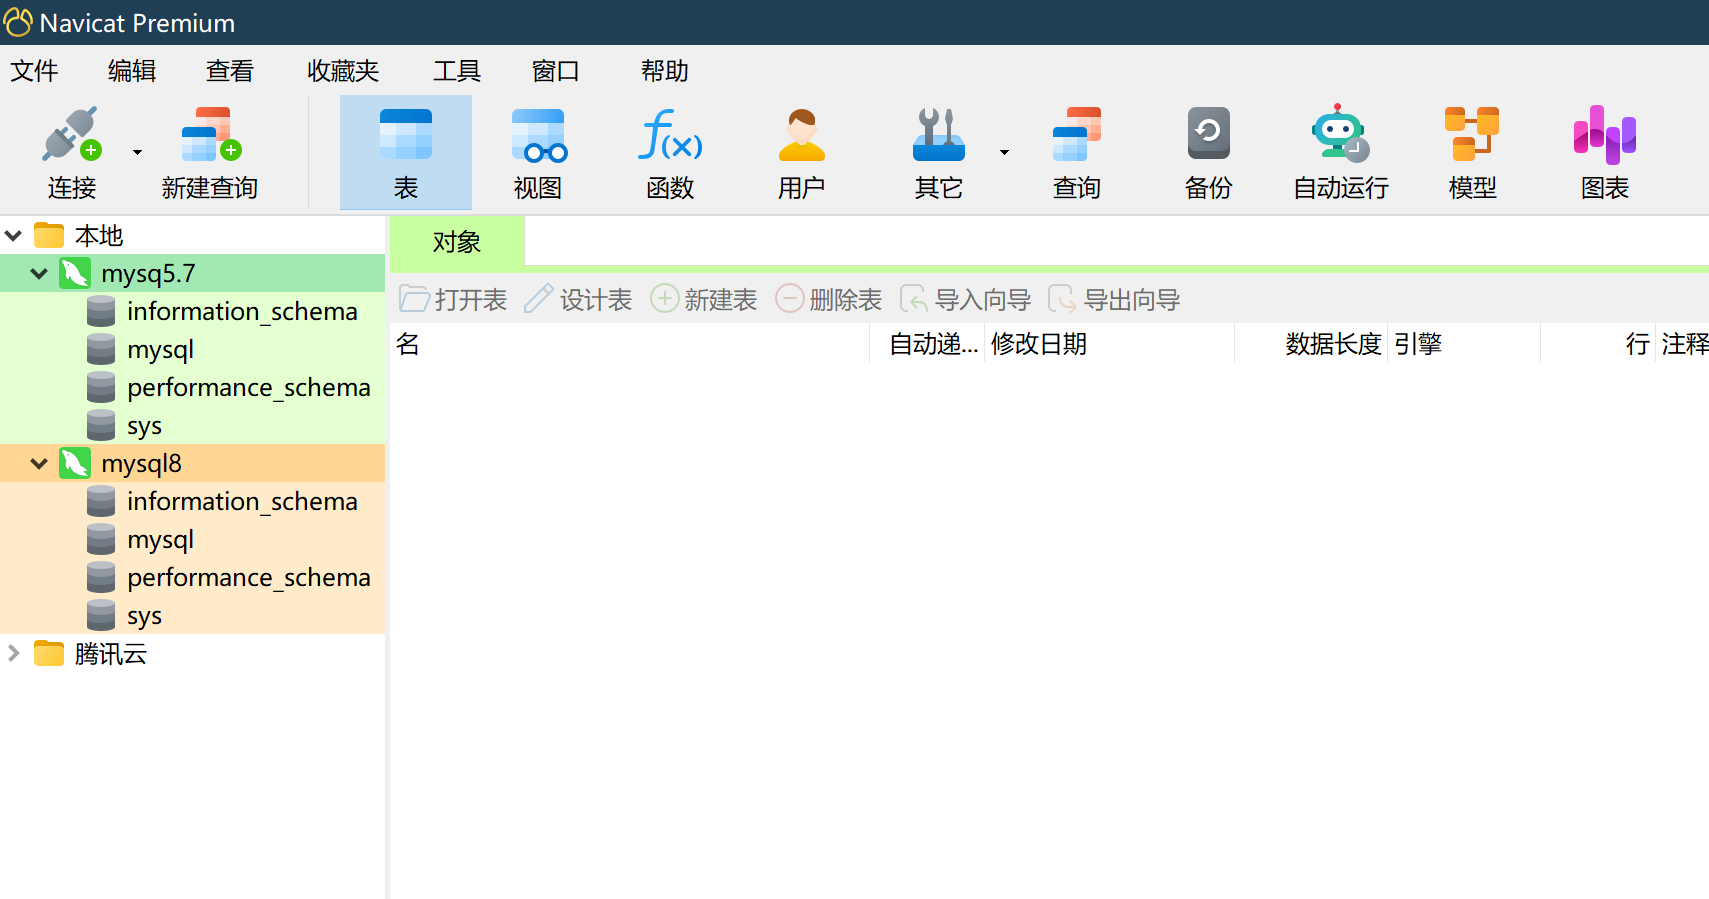 Navicat Premium
文件 编辑 查看 收藏夹 工具 窗口 帮助
连接 新建查询 表 视图 函数 用户 其它 查询 备份 自动运行 模型 图表
本地
mysq5.7
information_schema
mysql
performance_schema
sys
mysql8
information_schema
mysql
performance_schema
sys
腾讯云
对象
打开表 设计表 新建表 删除表 导入向导 导出向导
名 自动递... 修改日期 数据长度 引擎 行 注释